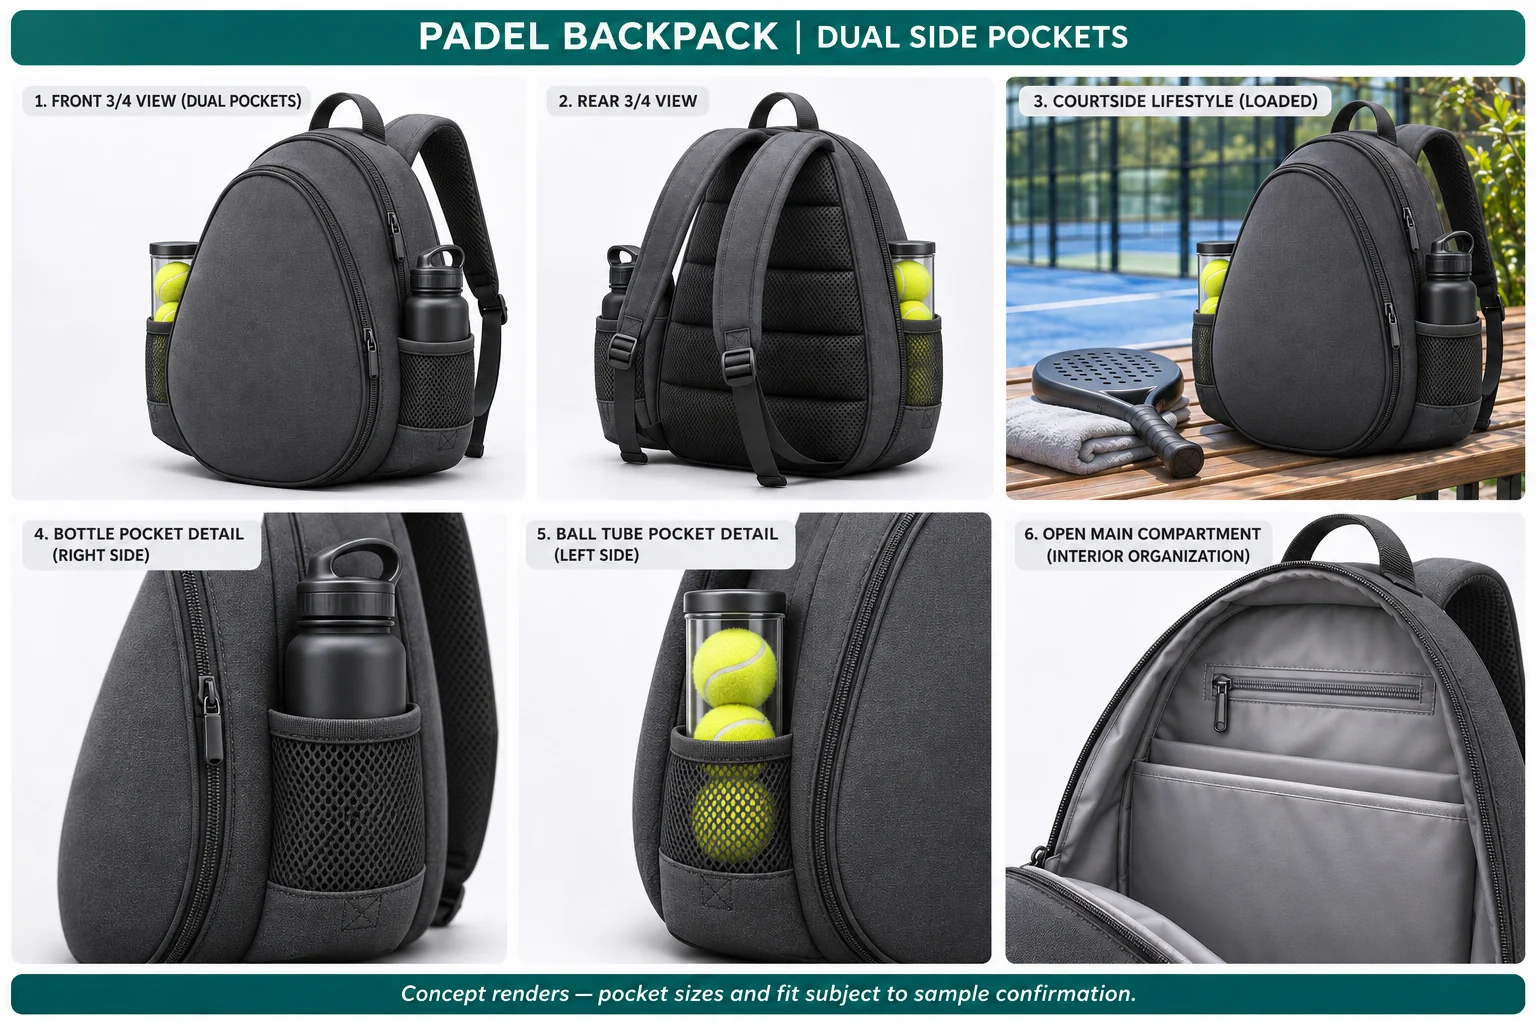 PADEL BACKPACK | DUAL SIDE POCKETS
1. FRONT 3/4 VIEW (DUAL POCKETS)
2. REAR 3/4 VIEW
3. COURTSIDE LIFESTYLE (LOADED)
4. BOTTLE POCKET DETAIL
(RIGHT SIDE)
5. BALL TUBE POCKET DETAIL
(LEFT SIDE)
6. OPEN MAIN COMPARTMENT
(INTERIOR ORGANIZATION)
Concept renders — pocket sizes and fit subject to sample confirmation.